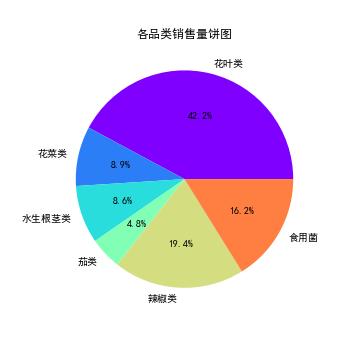 各品类销售量饼图
花叶类
42.2%
花菜类
8.9%
水生根茎类
8.6%
茄类
4.8%
辣椒类
19.4%
食用菌
16.2%